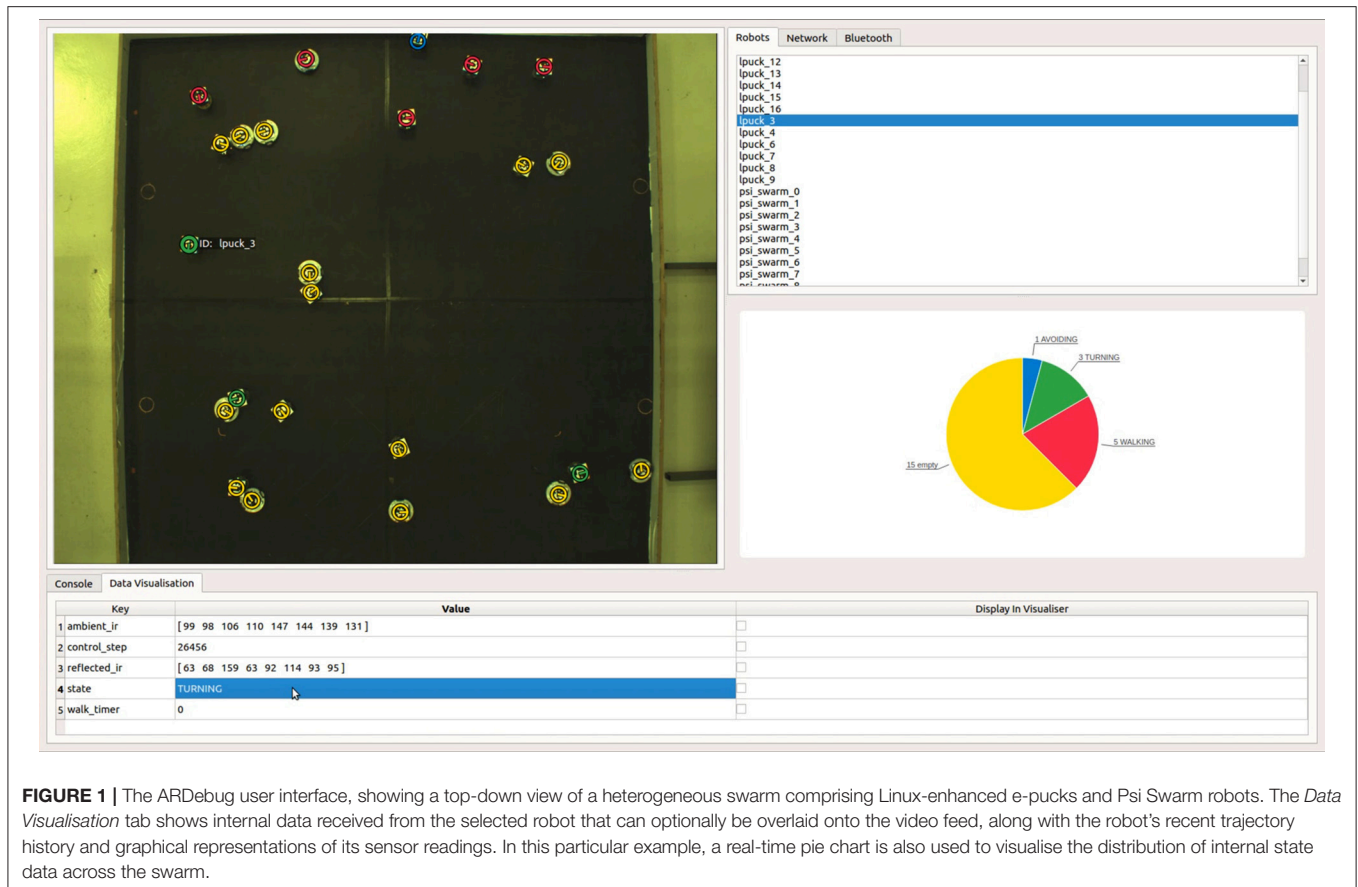 Robots Network Bluetooth
lpuck_12
lpuck_13
lpuck_14
lpuck_15
lpuck_16
lpuck_3
lpuck_4
lpuck_6
lpuck_7
lpuck_8
lpuck_9
psi_swarm_0
psi_swarm_1
psi_swarm_2
psi_swarm_3
psi_swarm_4
psi_swarm_5
psi_swarm_6
psi_swarm_7
psi_swarm_8
ID: lpuck_3
1 AVOIDING
3 TURNING
5 WALKING
15 empty
Console Data Visualisation
Key Value Display In Visualiser
1 ambient_ir [99 98 106 110 147 144 139 131]
2 control_step 26456
3 reflected_ir [63 68 159 63 92 114 93 95]
4 state TURNING
5 walk_timer 0
FIGURE 1 | The ARDebug user interface, showing a top-down view of a heterogeneous swarm comprising Linux-enhanced e-pucks and Psi Swarm robots. The Data
Visualisation tab shows internal data received from the selected robot that can optionally be overlaid onto the video feed, along with the robot's recent trajectory
history and graphical representations of its sensor readings. In this particular example, a real-time pie chart is also used to visualise the distribution of internal state
data across the swarm.